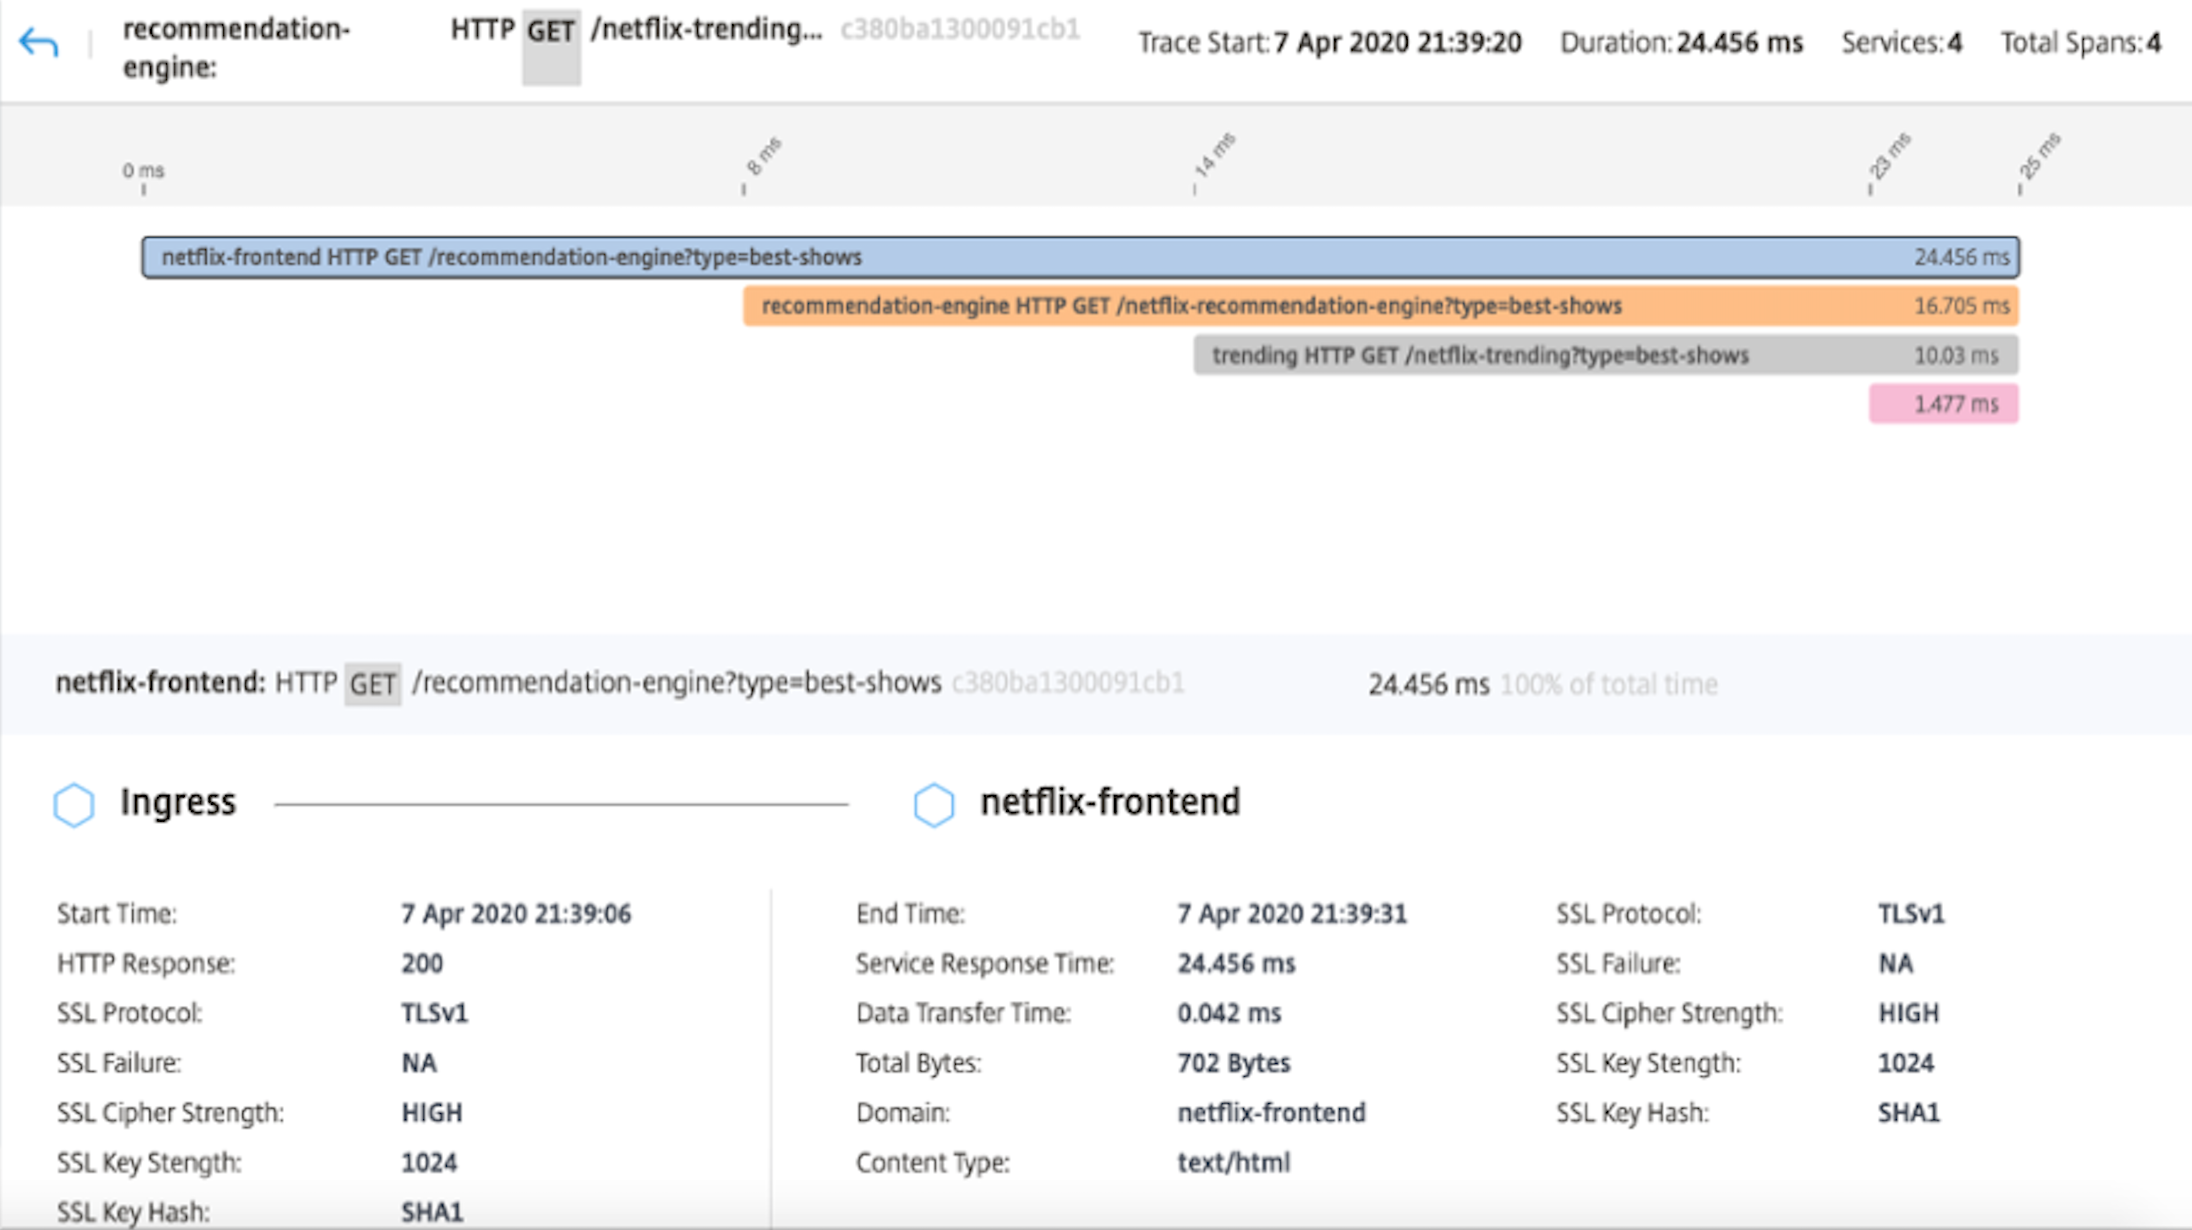 recommendation-engine: HTTP GET /netflix-trending... c380ba1300091cb1 Trace Start: 7 Apr 2020 21:39:20 Duration: 24.456 ms Services: 4 Total Spans: 4
0 ms 8 ms 14 ms 23 ms 25 ms
netflix-frontend HTTP GET /recommendation-engine?type=best-shows 24.456 ms
recommendation-engine HTTP GET /netflix-recommendation-engine?type=best-shows 16.705 ms
trending HTTP GET /netflix-trending?type=best-shows 10.03 ms
1.477 ms
netflix-frontend: HTTP GET /recommendation-engine?type=best-shows c380ba1300091cb1 24.456 ms 100% of total time
Ingress netflix-frontend
Start Time: 7 Apr 2020 21:39:06 End Time: 7 Apr 2020 21:39:31 SSL Protocol: TLSv1
HTTP Response: 200 Service Response Time: 24.456 ms SSL Failure: NA
SSL Protocol: TLSv1 Data Transfer Time: 0.042 ms SSL Cipher Strength: HIGH
SSL Failure: NA Total Bytes: 702 Bytes SSL Key Stength: 1024
SSL Cipher Strength: HIGH Domain: netflix-frontend SSL Key Hash: SHA1
SSL Key Stength: 1024 Content Type: text/html
SSL Key Hash: SHA1